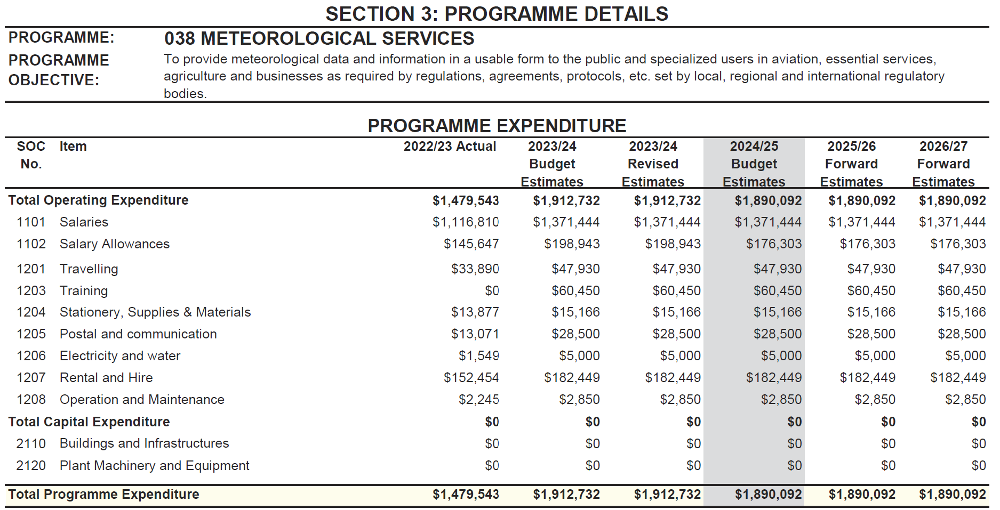 SECTION 3: PROGRAMME DETAILS
PROGRAMME: 038 METEOROLOGICAL SERVICES
PROGRAMME OBJECTIVE: To provide meteorological data and information in a usable form to the public and specialized users in aviation, essential services,
agriculture and businesses as required by regulations, agreements, protocols, etc. set by local, regional and international regulatory
bodies.
PROGRAMME EXPENDITURE
SOC No. Item 2022/23 Actual 2023/24 Budget Estimates 2023/24 Revised Estimates 2024/25 Budget Estimates 2025/26 Forward Estimates 2026/27 Forward Estimates
Total Operating Expenditure $1,479,543 $1,912,732 $1,912,732 $1,890,092 $1,890,092 $1,890,092
1101 Salaries $1,116,810 $1,371,444 $1,371,444 $1,371,444 $1,371,444 $1,371,444
1102 Salary Allowances $145,647 $198,943 $198,943 $176,303 $176,303 $176,303
1201 Travelling $33,890 $47,930 $47,930 $47,930 $47,930 $47,930
1203 Training $0 $60,450 $60,450 $60,450 $60,450 $60,450
1204 Stationery, Supplies & Materials $13,877 $15,166 $15,166 $15,166 $15,166 $15,166
1205 Postal and communication $13,071 $28,500 $28,500 $28,500 $28,500 $28,500
1206 Electricity and water $1,549 $5,000 $5,000 $5,000 $5,000 $5,000
1207 Rental and Hire $152,454 $182,449 $182,449 $182,449 $182,449 $182,449
1208 Operation and Maintenance $2,245 $2,850 $2,850 $2,850 $2,850 $2,850
Total Capital Expenditure $0 $0 $0 $0 $0 $0
2110 Buildings and Infrastructures $0 $0 $0 $0 $0 $0
2120 Plant Machinery and Equipment $0 $0 $0 $0 $0 $0
Total Programme Expenditure $1,479,543 $1,912,732 $1,912,732 $1,890,092 $1,890,092 $1,890,092